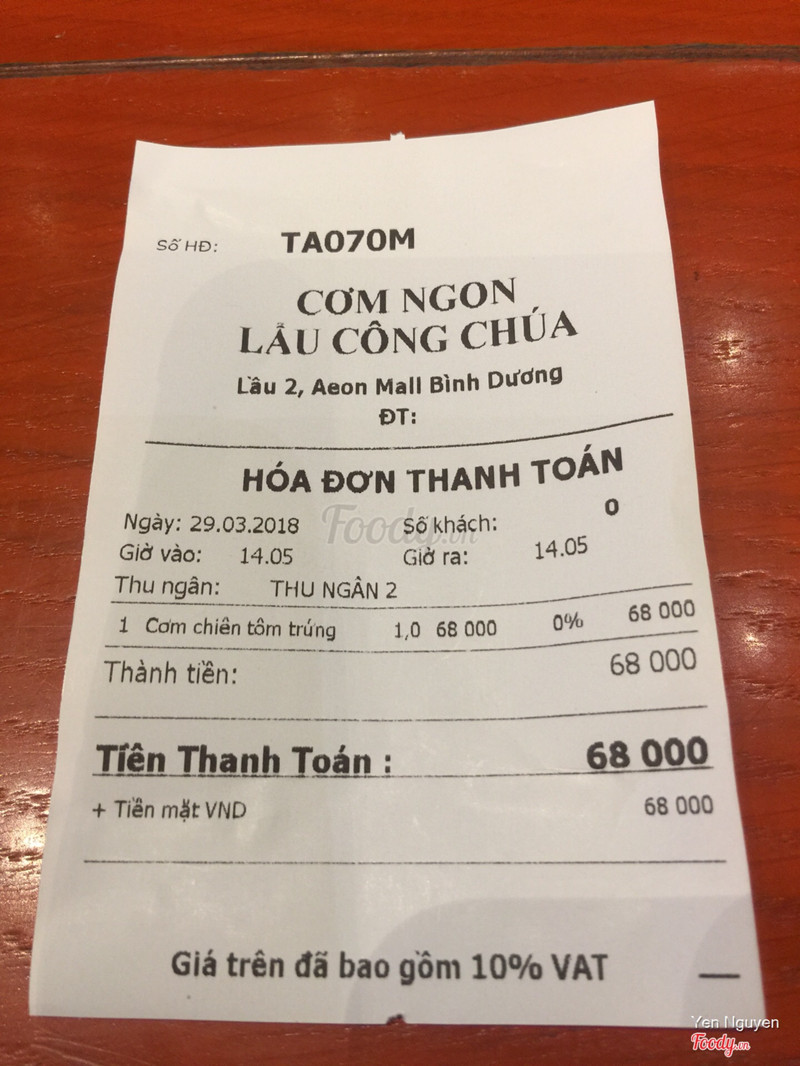 Số HĐ: TA070M
CƠM NGON
LẨU CÔNG CHÚA
Lầu 2, Aeon Mall Bình Dương
ĐT:
HÓA ĐƠN THANH TOÁN
Ngày: 29.03.2018 Số khách: 0
Giờ vào: 14.05 Giờ ra: 14.05
Thu ngân: THU NGÂN 2
1 Cơm chiên tôm trứng 1,0 68 000 0% 68 000
Thành tiền: 68 000
Tiền Thanh Toán : 68 000
+ Tiền mặt VND 68 000
Giá trên đã bao gồm 10% VAT
Foody.vn
Yen Nguyen
Foody.vn